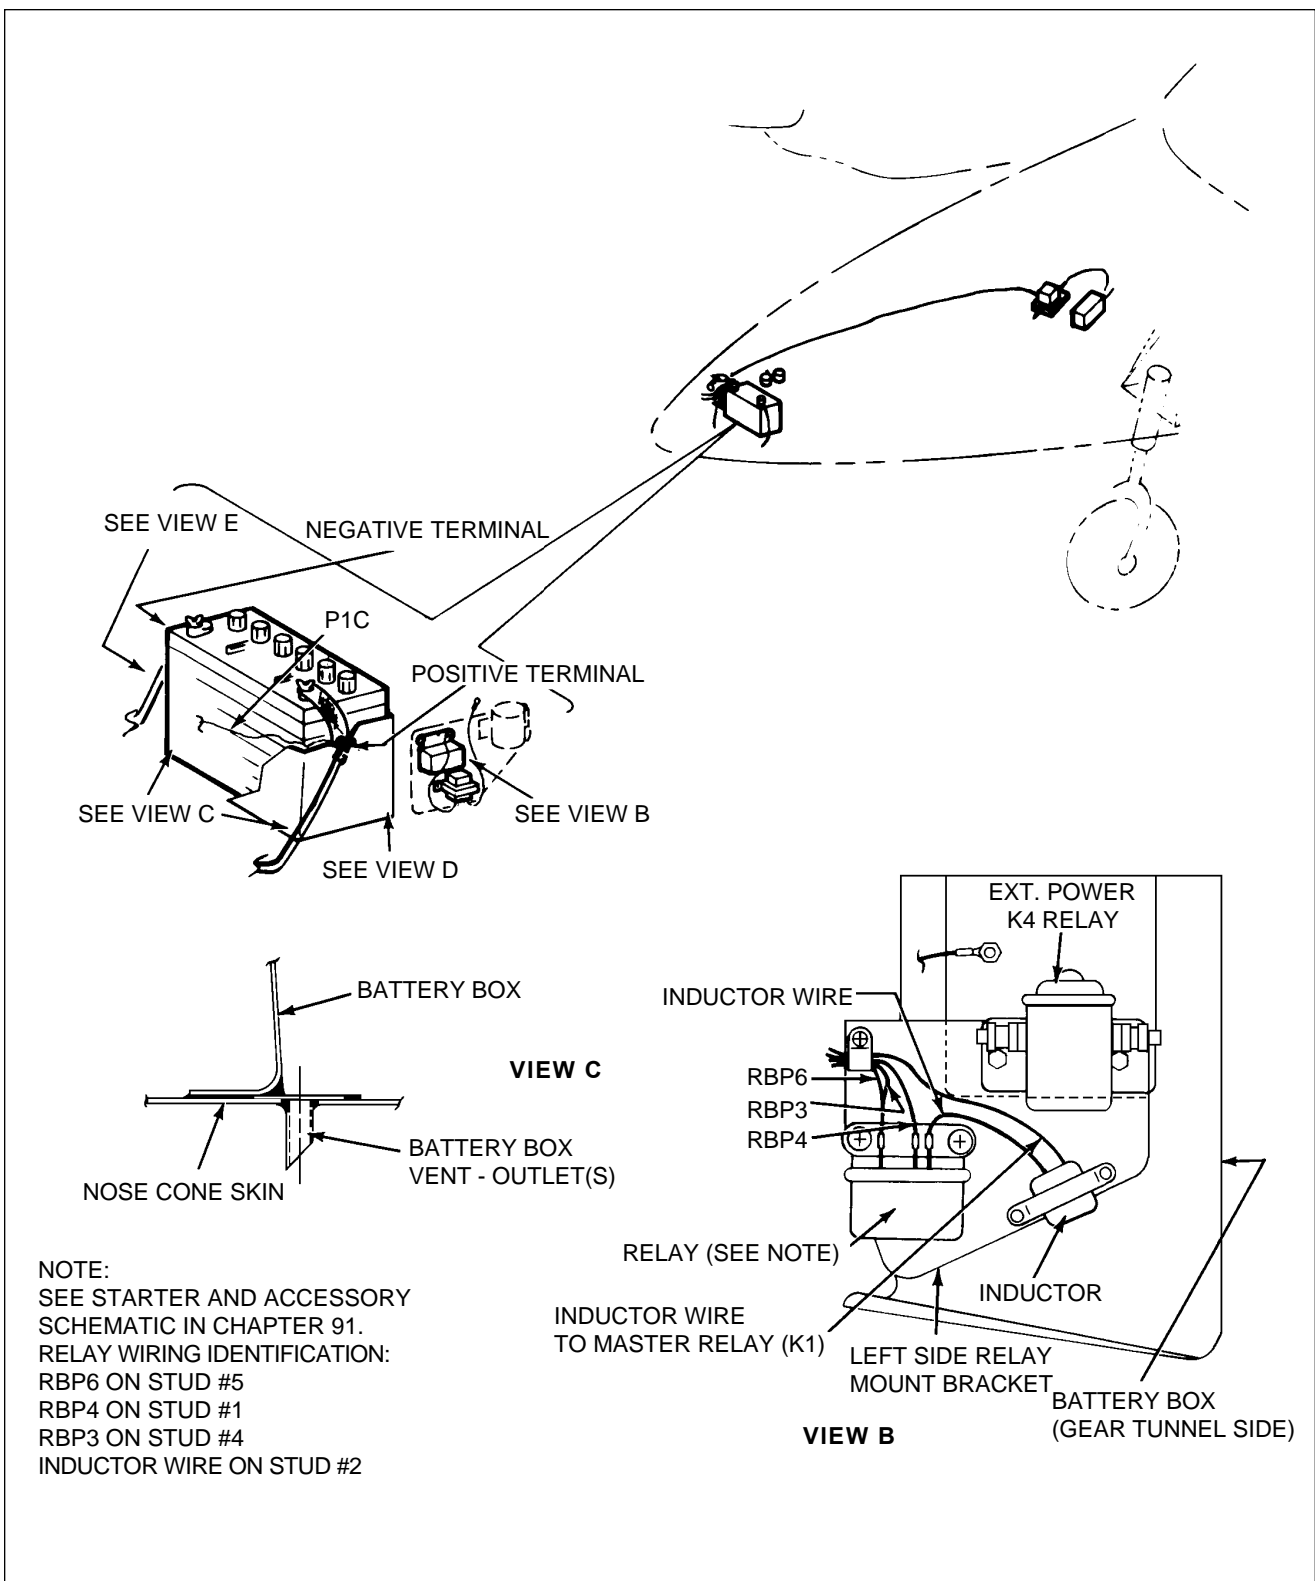 SEE VIEW E
NEGATIVE TERMINAL
P1C
POSITIVE TERMINAL
SEE VIEW C
SEE VIEW B
SEE VIEW D
BATTERY BOX
VIEW C
BATTERY BOX
VENT - OUTLET(S)
NOSE CONE SKIN
NOTE:
SEE STARTER AND ACCESSORY
SCHEMATIC IN CHAPTER 91.
RELAY WIRING IDENTIFICATION:
RBP6 ON STUD #5
RBP4 ON STUD #1
RBP3 ON STUD #4
INDUCTOR WIRE ON STUD #2
EXT. POWER
K4 RELAY
INDUCTOR WIRE
RBP6
RBP3
RBP4
RELAY (SEE NOTE)
INDUCTOR
INDUCTOR WIRE
TO MASTER RELAY (K1)
LEFT SIDE RELAY
MOUNT BRACKET
BATTERY BOX
(GEAR TUNNEL SIDE)
VIEW B